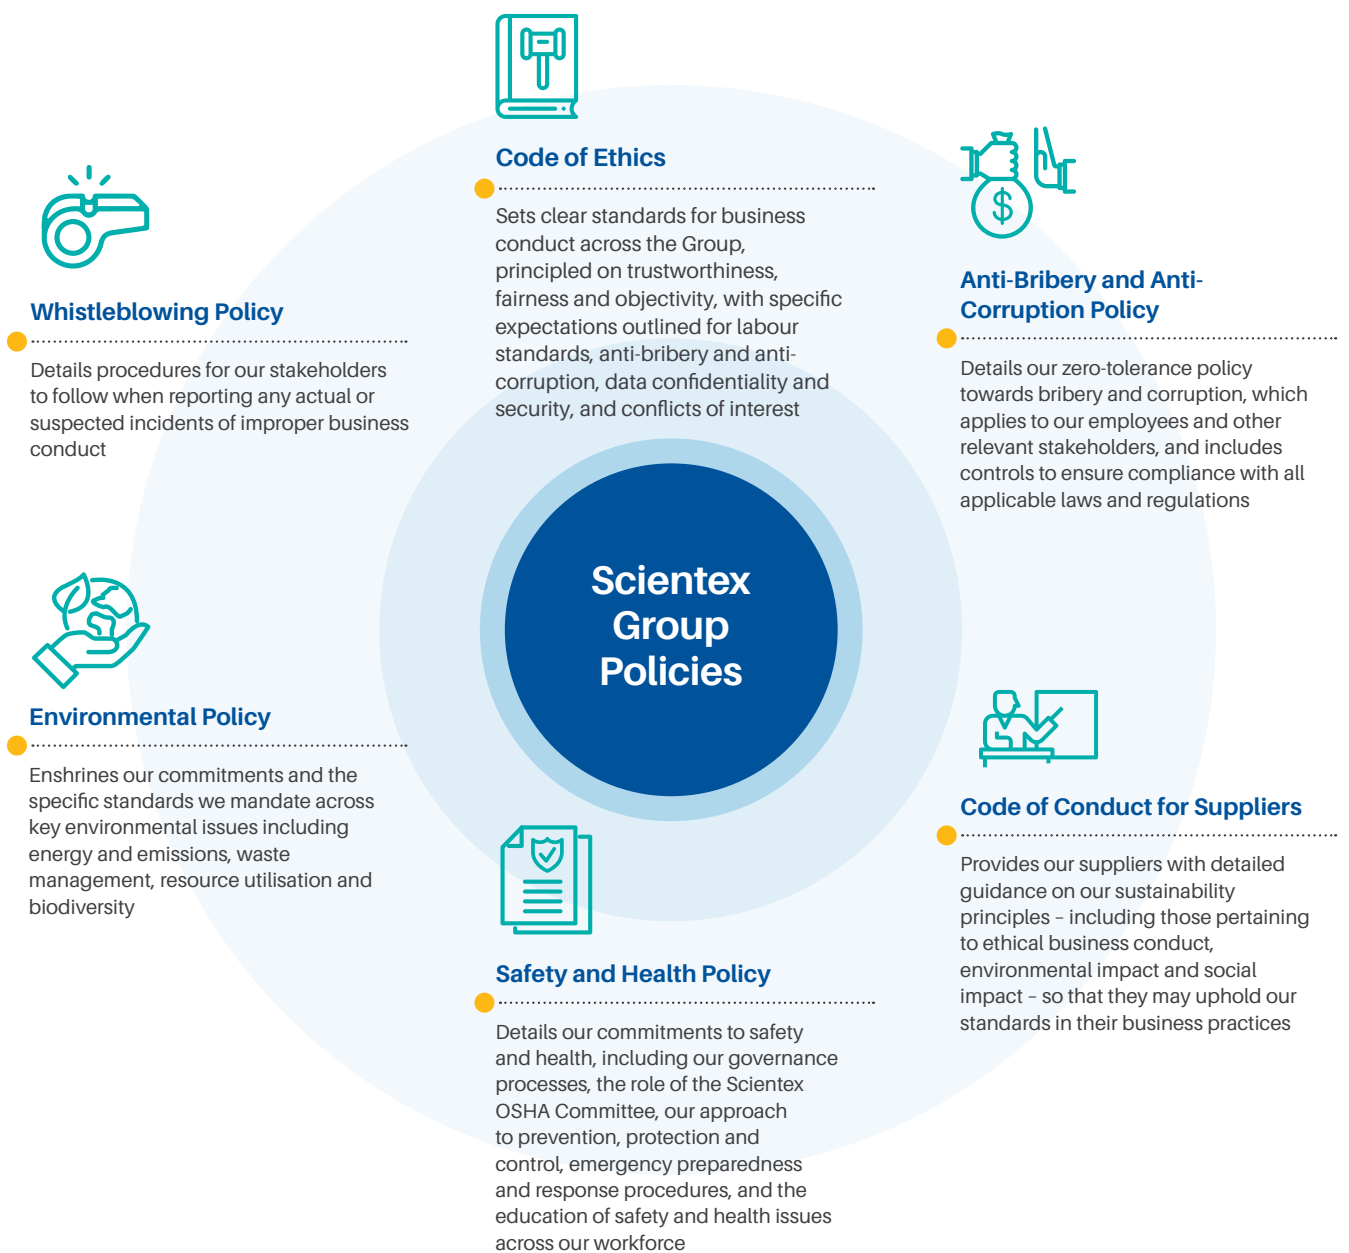 Code of Ethics
Sets clear standards for business
conduct across the Group,
principled on trustworthiness,
fairness and objectivity, with specific
expectations outlined for labour
standards, anti-bribery and anti-
corruption, data confidentiality and
security, and conflicts of interest
Anti-Bribery and Anti-
Corruption Policy
Details our zero-tolerance policy
towards bribery and corruption, which
applies to our employees and other
relevant stakeholders, and includes
controls to ensure compliance with all
applicable laws and regulations
Whistleblowing Policy
Details procedures for our stakeholders
to follow when reporting any actual or
suspected incidents of improper business
conduct
Scientex
Group
Policies
Environmental Policy
Enshrines our commitments and the
specific standards we mandate across
key environmental issues including
energy and emissions, waste
management, resource utilisation and
biodiversity
Code of Conduct for Suppliers
Provides our suppliers with detailed
guidance on our sustainability
principles – including those pertaining
to ethical business conduct,
environmental impact and social
impact – so that they may uphold our
standards in their business practices
Safety and Health Policy
Details our commitments to safety
and health, including our governance
processes, the role of the Scientex
OSHA Committee, our approach
to prevention, protection and
control, emergency preparedness
and response procedures, and the
education of safety and health issues
across our workforce
$